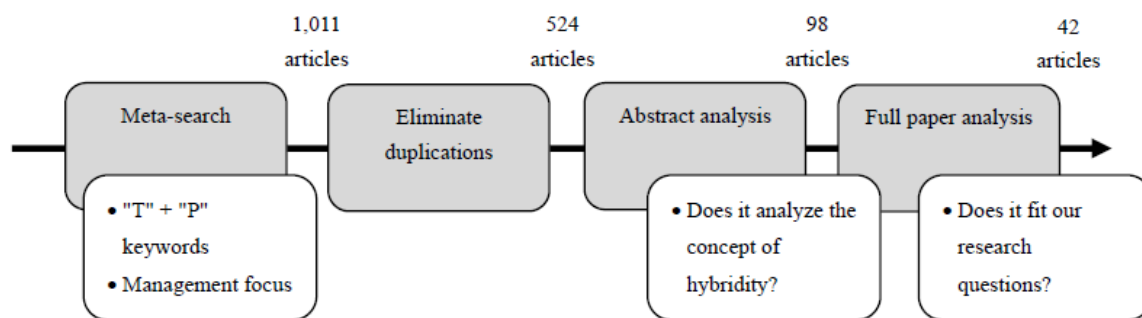 1,011
articles
524
articles
98
articles
42
articles
Meta-search
Eliminate
duplications
Abstract analysis
Full paper analysis
• "T" + "P"
keywords
• Management focus
• Does it analyze the
concept of
hybridity?
• Does it fit our
research
questions?